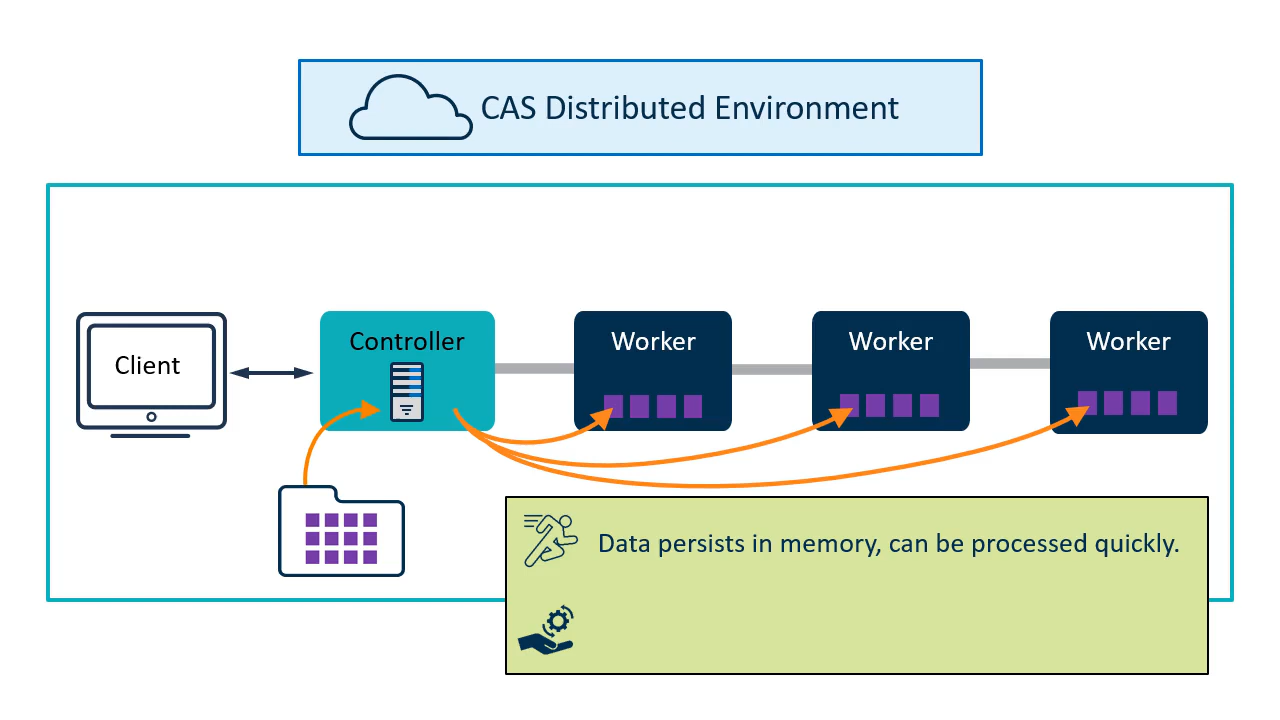 CAS Distributed Environment
Client
Controller
Worker
Worker
Worker
Data persists in memory, can be processed quickly.